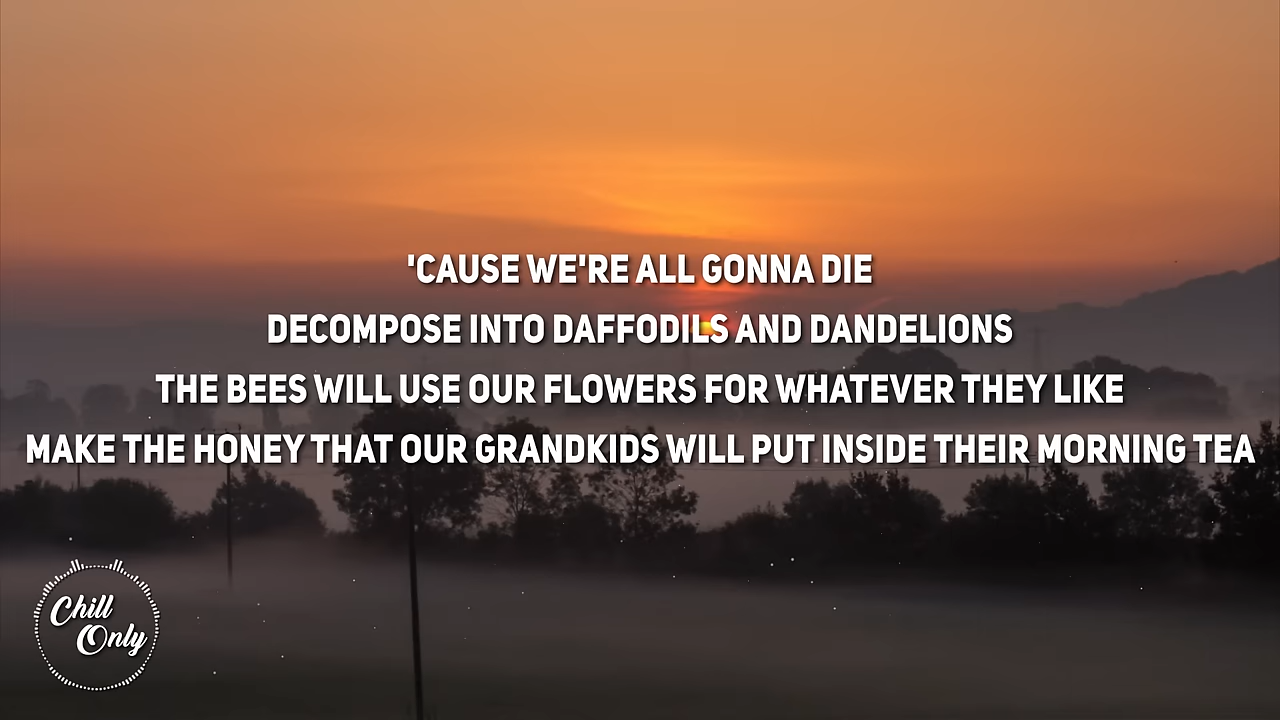 'CAUSE WE'RE ALL GONNA DIE
DECOMPOSE INTO DAFFODILS AND DANDELIONS
THE BEES WILL USE OUR FLOWERS FOR WHATEVER THEY LIKE
MAKE THE HONEY THAT OUR GRANDKIDS WILL PUT INSIDE THEIR MORNING TEA
Chill
Only